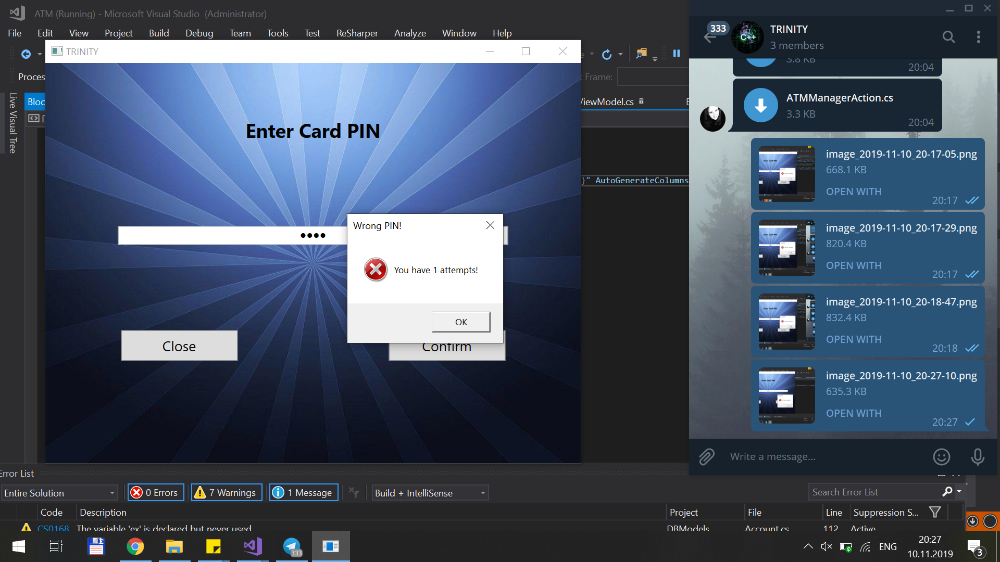 ATM (Running) - Microsoft Visual Studio (Administrator)
File Edit View Project Build Debug Team Tools Test ReSharper Analyze Window Help
TRINITY
Proces
Frame:
Live Visual Tree
Bloc
ViewModel.cs
}" AutoGenerateColumns
Enter Card PIN
Wrong PIN!
You have 1 attempts!
OK
Close
Confirm
333
C++
TRINITY
3 members
3.8 KB
20:04
ATMManagerAction.cs
3.3 KB
20:04
image_2019-11-10_20-17-05.png
668.1 KB
OPEN WITH
20:17
image_2019-11-10_20-17-29.png
820.4 KB
OPEN WITH
20:17
image_2019-11-10_20-18-47.png
832.4 KB
OPEN WITH
20:18
image_2019-11-10_20-27-10.png
635.3 KB
OPEN WITH
20:27
Write a message...
Error List
Entire Solution
0 Errors
7 Warnings
1 Message
Build + IntelliSense
Search Error List
Code Description Project File Line Suppression S...
CS0168 The variable 'ex' is declared but never used DBModels Account.cs 112 Active
333
ENG
20:27
10.11.2019
3